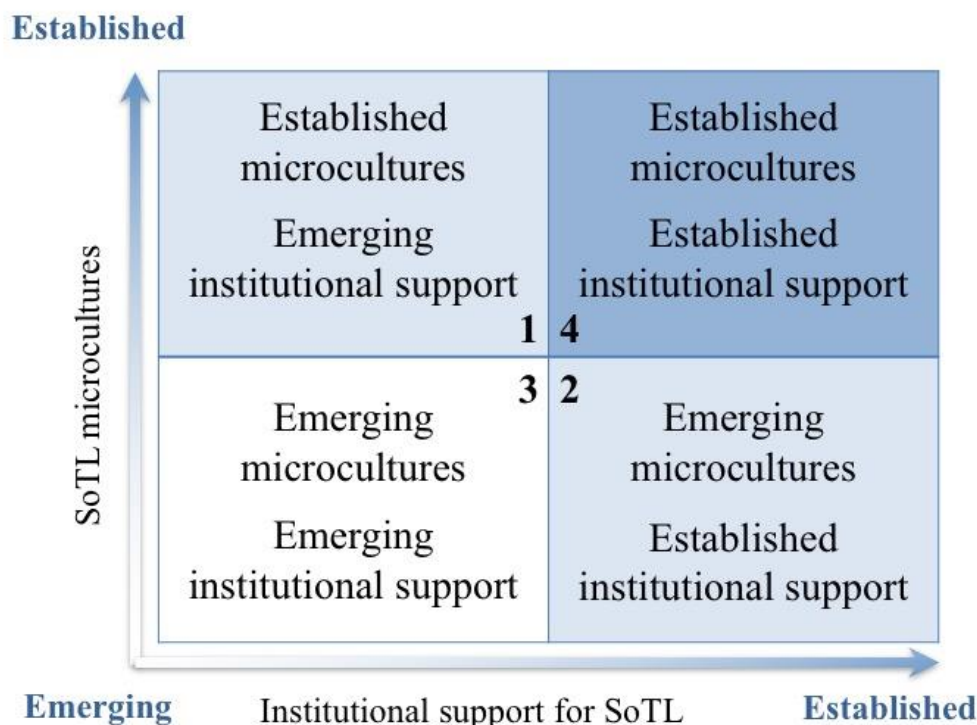 Established
Established
microcultures
Emerging
institutional support
1
Established
microcultures
Established
institutional support
4
3
Emerging
microcultures
Emerging
institutional support
2
Emerging
microcultures
Established
institutional support
SoTL microcultures
Emerging
Institutional support for SoTL
Established